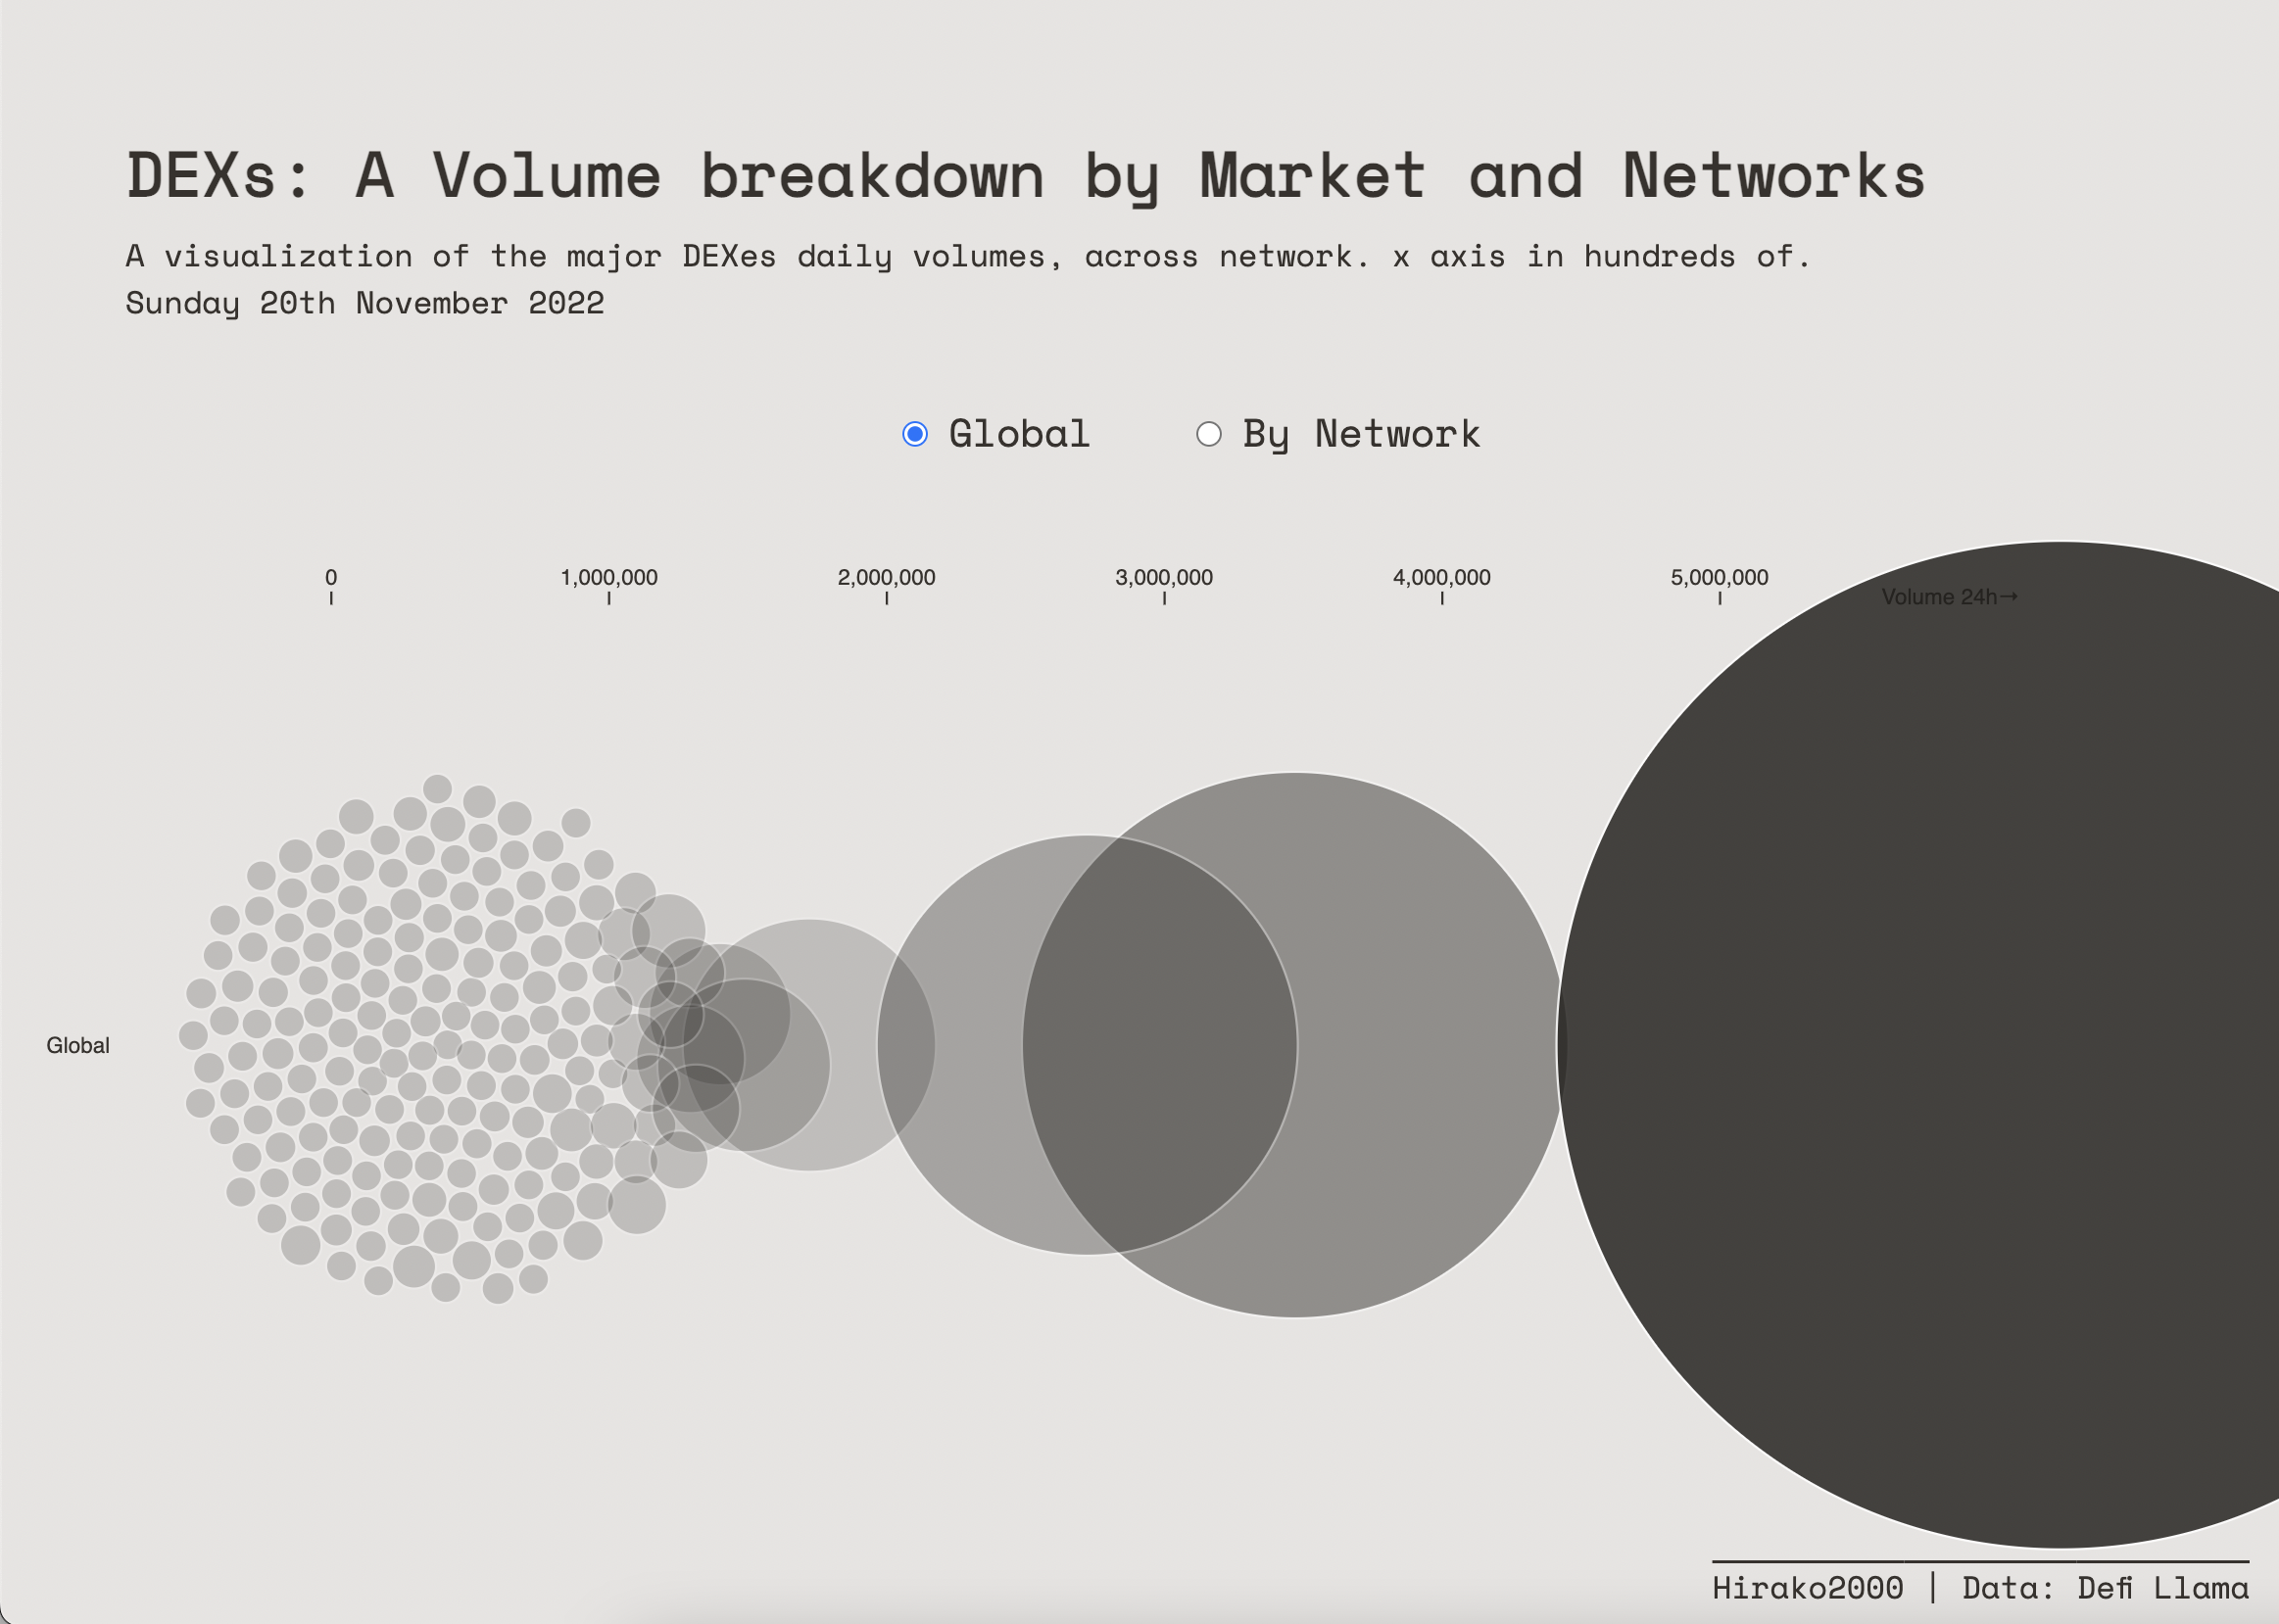 DEXs: A Volume breakdown by Market and Networks
A visualization of the major DEXes daily volumes, across network. x axis in hundreds of.
Sunday 20th November 2022
Global By Network
0 1,000,000 2,000,000 3,000,000 4,000,000 5,000,000
Volume 24h→
Global
Hirako2000 | Data: Defi Llama